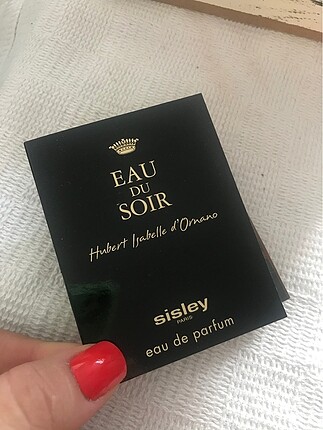 EAU
DU
SOIR
Hubert Isabelle d'Ornano
sisley
PARIS
eau de parfum